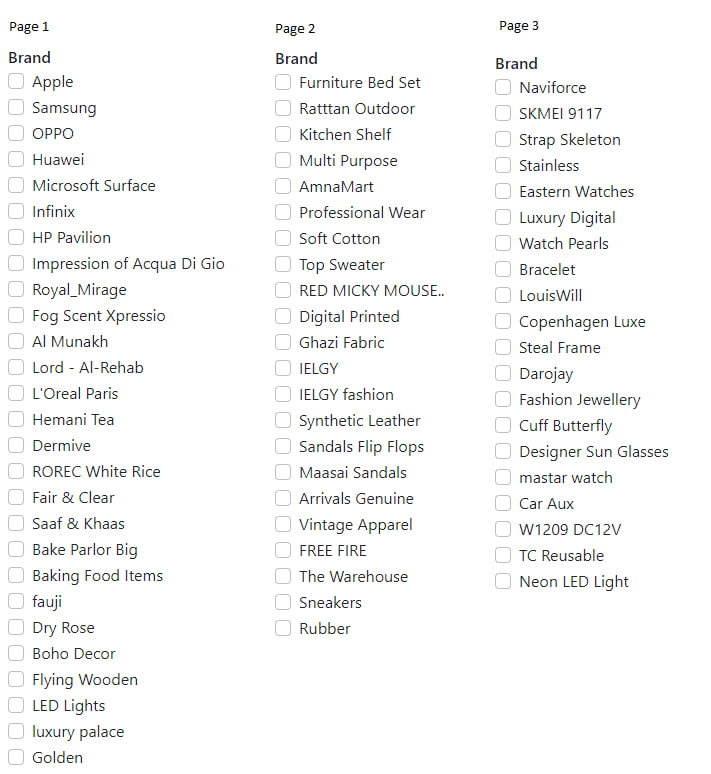 Page 1
Brand
Apple
Samsung
OPPO
Huawei
Microsoft Surface
Infinix
HP Pavilion
Impression of Acqua Di Gio
Royal_Mirage
Fog Scent Xpressio
Al Munakh
Lord - Al-Rehab
L'Oreal Paris
Hemani Tea
Dermive
ROREC White Rice
Fair & Clear
Saaf & Khaas
Bake Parlor Big
Baking Food Items
fauji
Dry Rose
Boho Decor
Flying Wooden
LED Lights
luxury palace
Golden
Page 2
Brand
Furniture Bed Set
Ratttan Outdoor
Kitchen Shelf
Multi Purpose
AmnaMart
Professional Wear
Soft Cotton
Top Sweater
RED MICKY MOUSE..
Digital Printed
Ghazi Fabric
IELGY
IELGY fashion
Synthetic Leather
Sandals Flip Flops
Maasai Sandals
Arrivals Genuine
Vintage Apparel
FREE FIRE
The Warehouse
Sneakers
Rubber
Page 3
Brand
Naviforce
SKMEI 9117
Strap Skeleton
Stainless
Eastern Watches
Luxury Digital
Watch Pearls
Bracelet
LouisWill
Copenhagen Luxe
Steal Frame
Darojay
Fashion Jewellery
Cuff Butterfly
Designer Sun Glasses
mastar watch
Car Aux
W1209 DC12V
TC Reusable
Neon LED Light